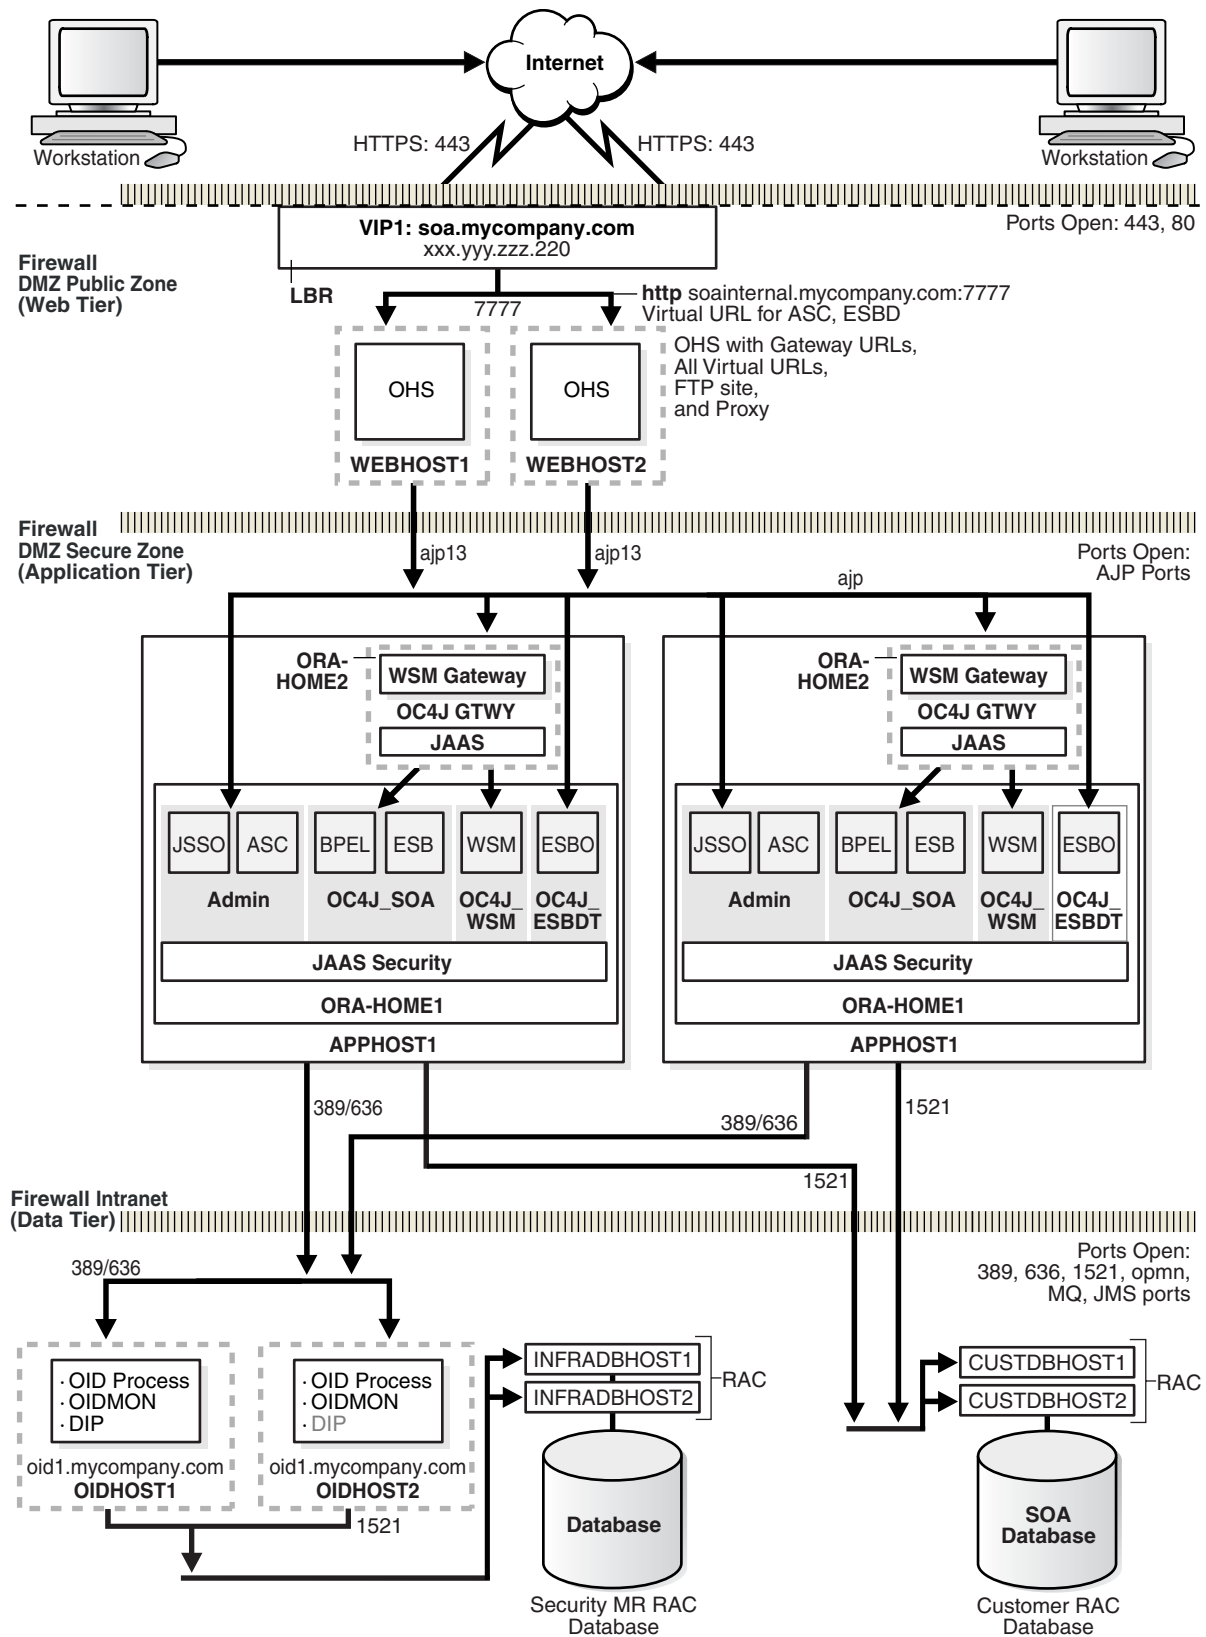 Internet
HTTPS: 443
HTTPS: 443
Workstation
Workstation
Ports Open: 443, 80
VIP1: soa.mycompany.com
xxx.yyy.zzz.220
Firewall
DMZ Public Zone
(Web Tier)
LBR
7777
http soainternal.mycompany.com:7777
Virtual URL for ASC, ESBD
OHS
OHS
OHS with Gateway URLs,
All Virtual URLs,
FTP site,
and Proxy
WEBHOST1
WEBHOST2
Firewall
DMZ Secure Zone
(Application Tier)
ajp13
ajp13
Ports Open:
AJP Ports
ajp
ORA-
HOME2
WSM Gateway
OC4J GTWY
JAAS
ORA-
HOME2
WSM Gateway
OC4J GTWY
JAAS
JSSO
ASC
BPEL
ESB
WSM
ESBO
Admin
OC4J_SOA
OC4J_
WSM
OC4J_
ESBDT
JAAS Security
ORA-HOME1
APPHOST1
JSSO
ASC
BPEL
ESB
WSM
ESBO
Admin
OC4J_SOA
OC4J_
WSM
OC4J_
ESBDT
JAAS Security
ORA-HOME1
APPHOST1
389/636
389/636
1521
1521
Firewall Intranet
(Data Tier)
Ports Open:
389, 636, 1521, opmn,
MQ, JMS ports
389/636
· OID Process
· OIDMON
· DIP
oid1.mycompany.com
OIDHOST1
· OID Process
· OIDMON
· DIP
oid1.mycompany.com
OIDHOST2
1521
INFRADBHOST1
INFRADBHOST2
RAC
Database
Security MR RAC
Database
CUSTDBHOST1
CUSTDBHOST2
RAC
SOA
Database
Customer RAC
Database